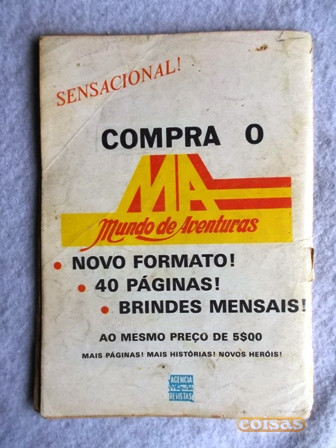 SENSACIONAL!
COMPRA O
MA
Mundo de Aventuras
• NOVO FORMATO!
• 40 PÁGINAS!
• BRINDES MENSAIS!
AO MESMO PREÇO DE 5$00
MAIS PÁGINAS! MAIS HISTÓRIAS! NOVOS HERÓIS!
AGENCIA
REVISTAS
coisas